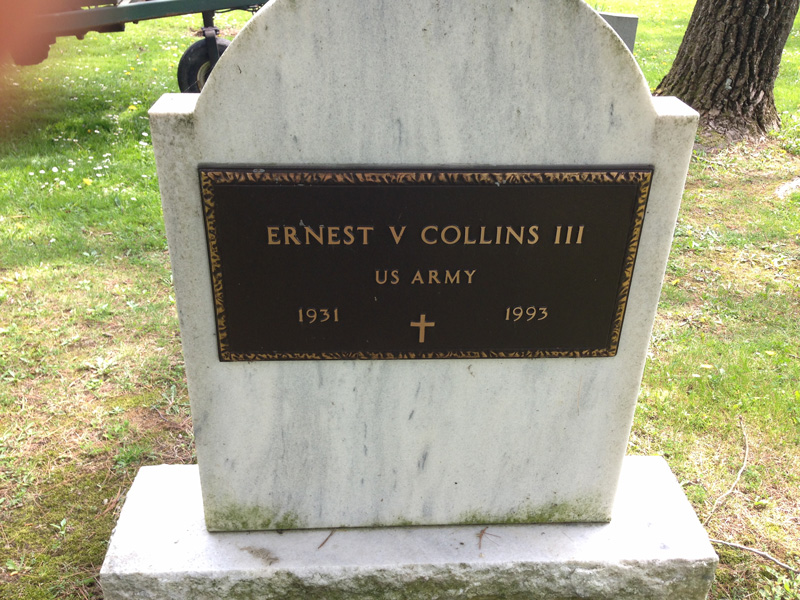 ERNEST V COLLINS III
US ARMY
1931 1993